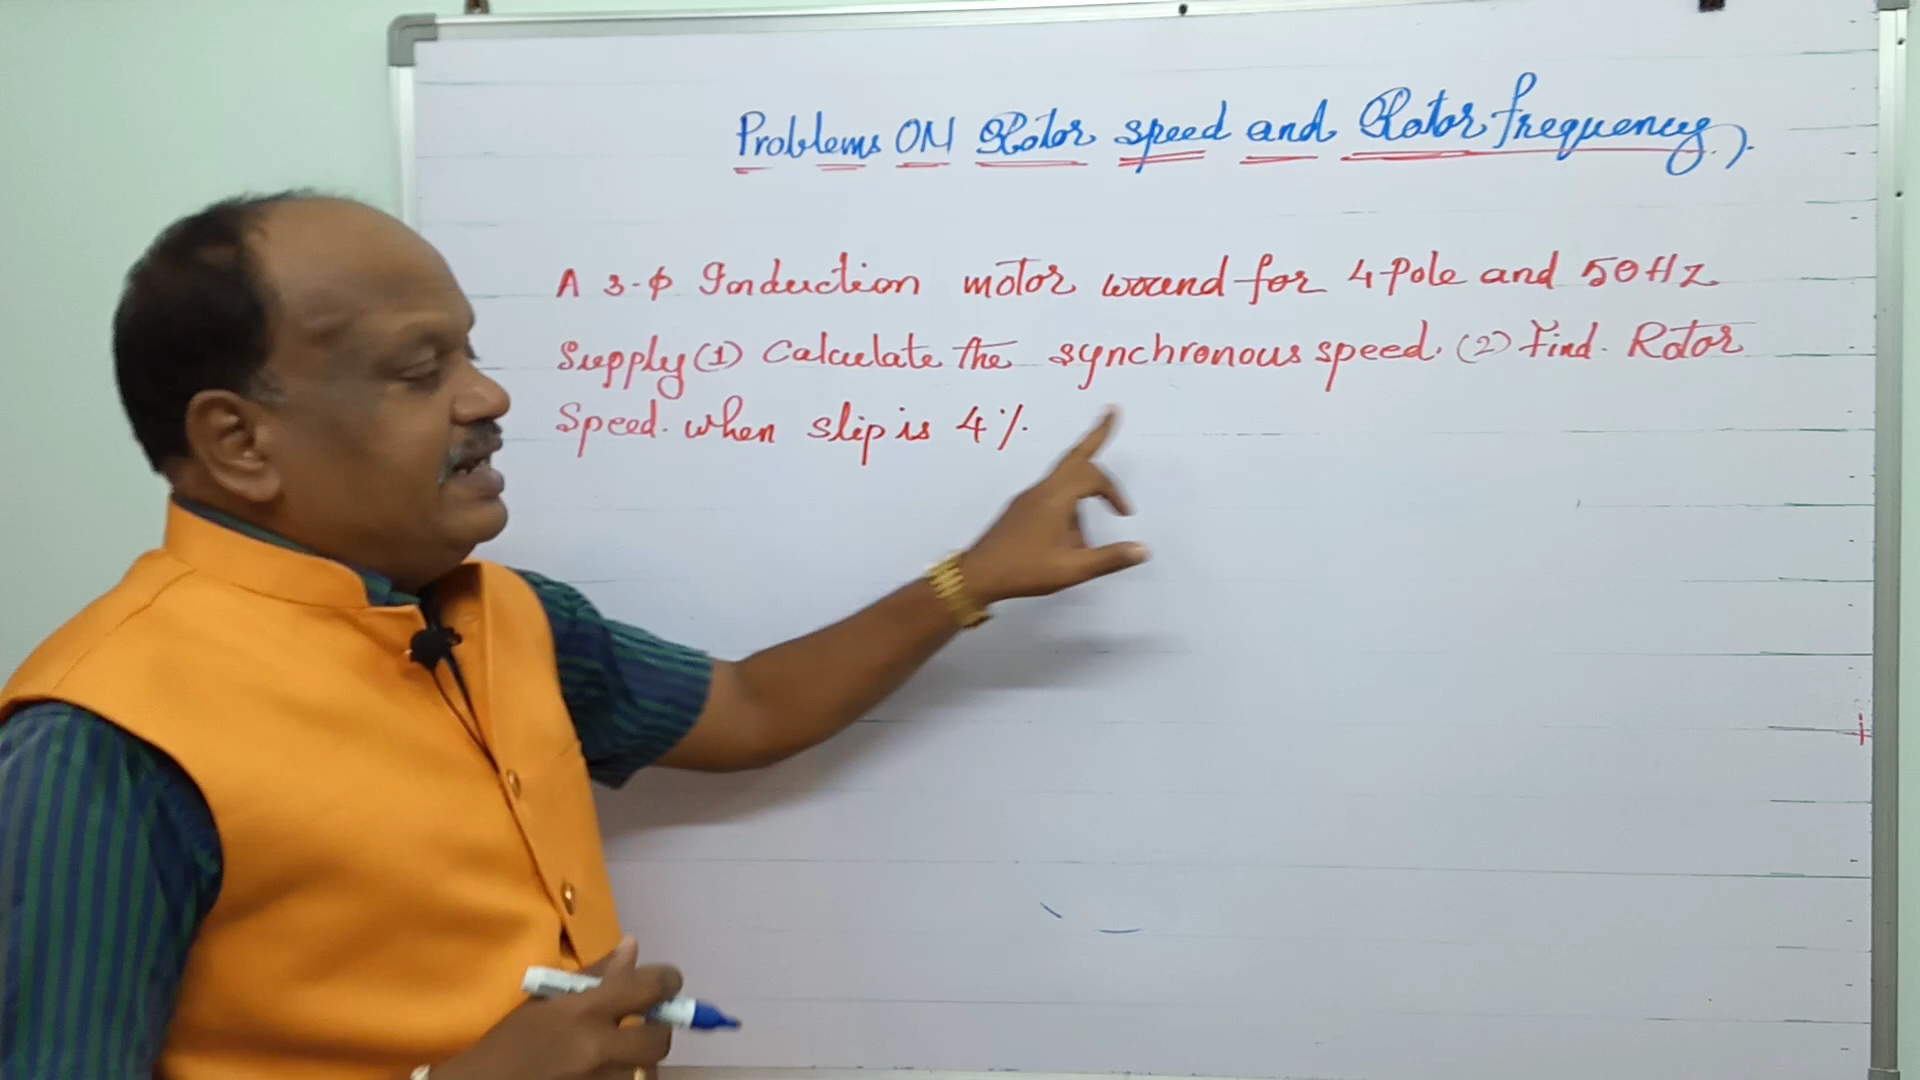 Problems ON Rotor speed and Rotor frequency).
A 3-ϕ Induction motor wound for 4 Pole and 50Hz
Supply (1) Calculate the synchronous speed. (2) Find. Rotor
Speed. when slip is 4%.